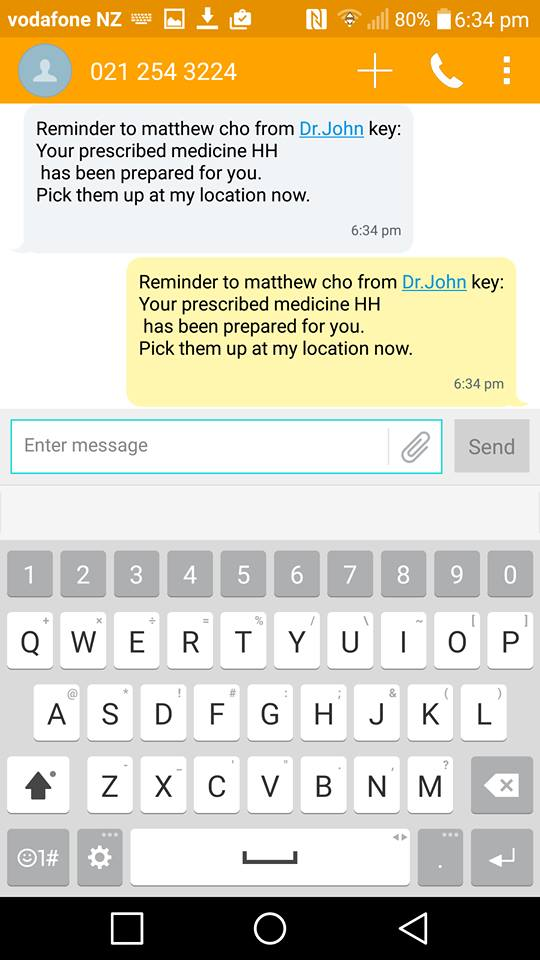 vodafone NZ 80% 6:34 pm
021 254 3224
Reminder to matthew cho from Dr.John key:
Your prescribed medicine HH
has been prepared for you.
Pick them up at my location now.
6:34 pm
Reminder to matthew cho from Dr.John key:
Your prescribed medicine HH
has been prepared for you.
Pick them up at my location now.
6:34 pm
Enter message Send
1 2 3 4 5 6 7 8 9 0
+ × ÷ = % / \ ~ [ ]
Q W E R T Y U I O P
@ * ! # : ; & ( )
A S D F G H J K L
- _ ' " . , ?
Z X C V B N M
☺1# .